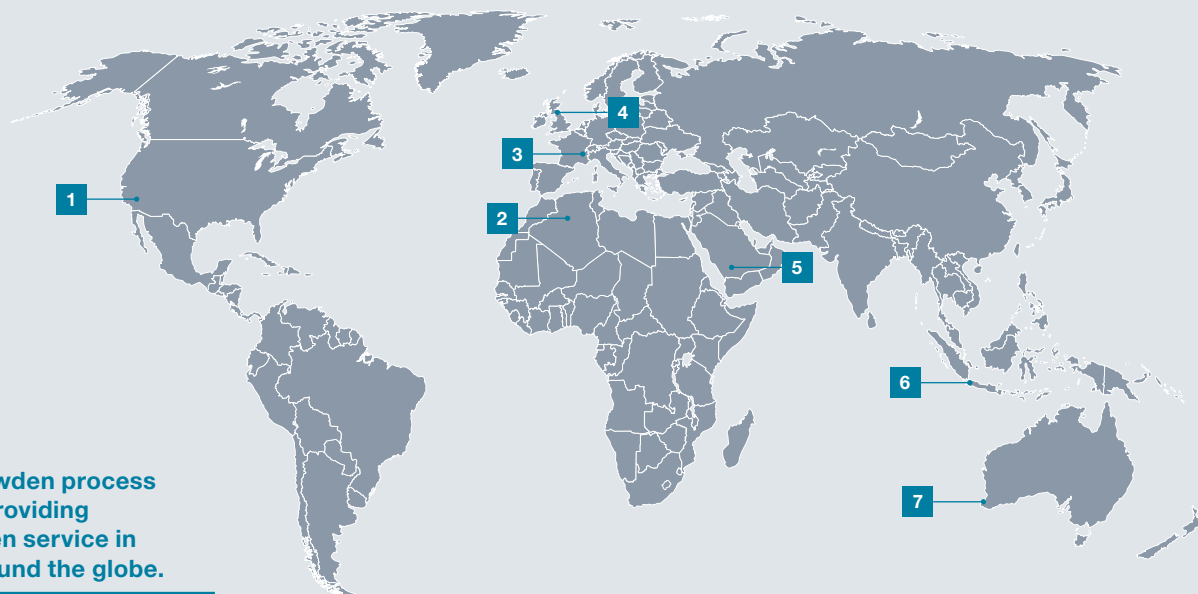 4
3
1
2
5
6
wden process
roviding
7
en service in
und the globe.